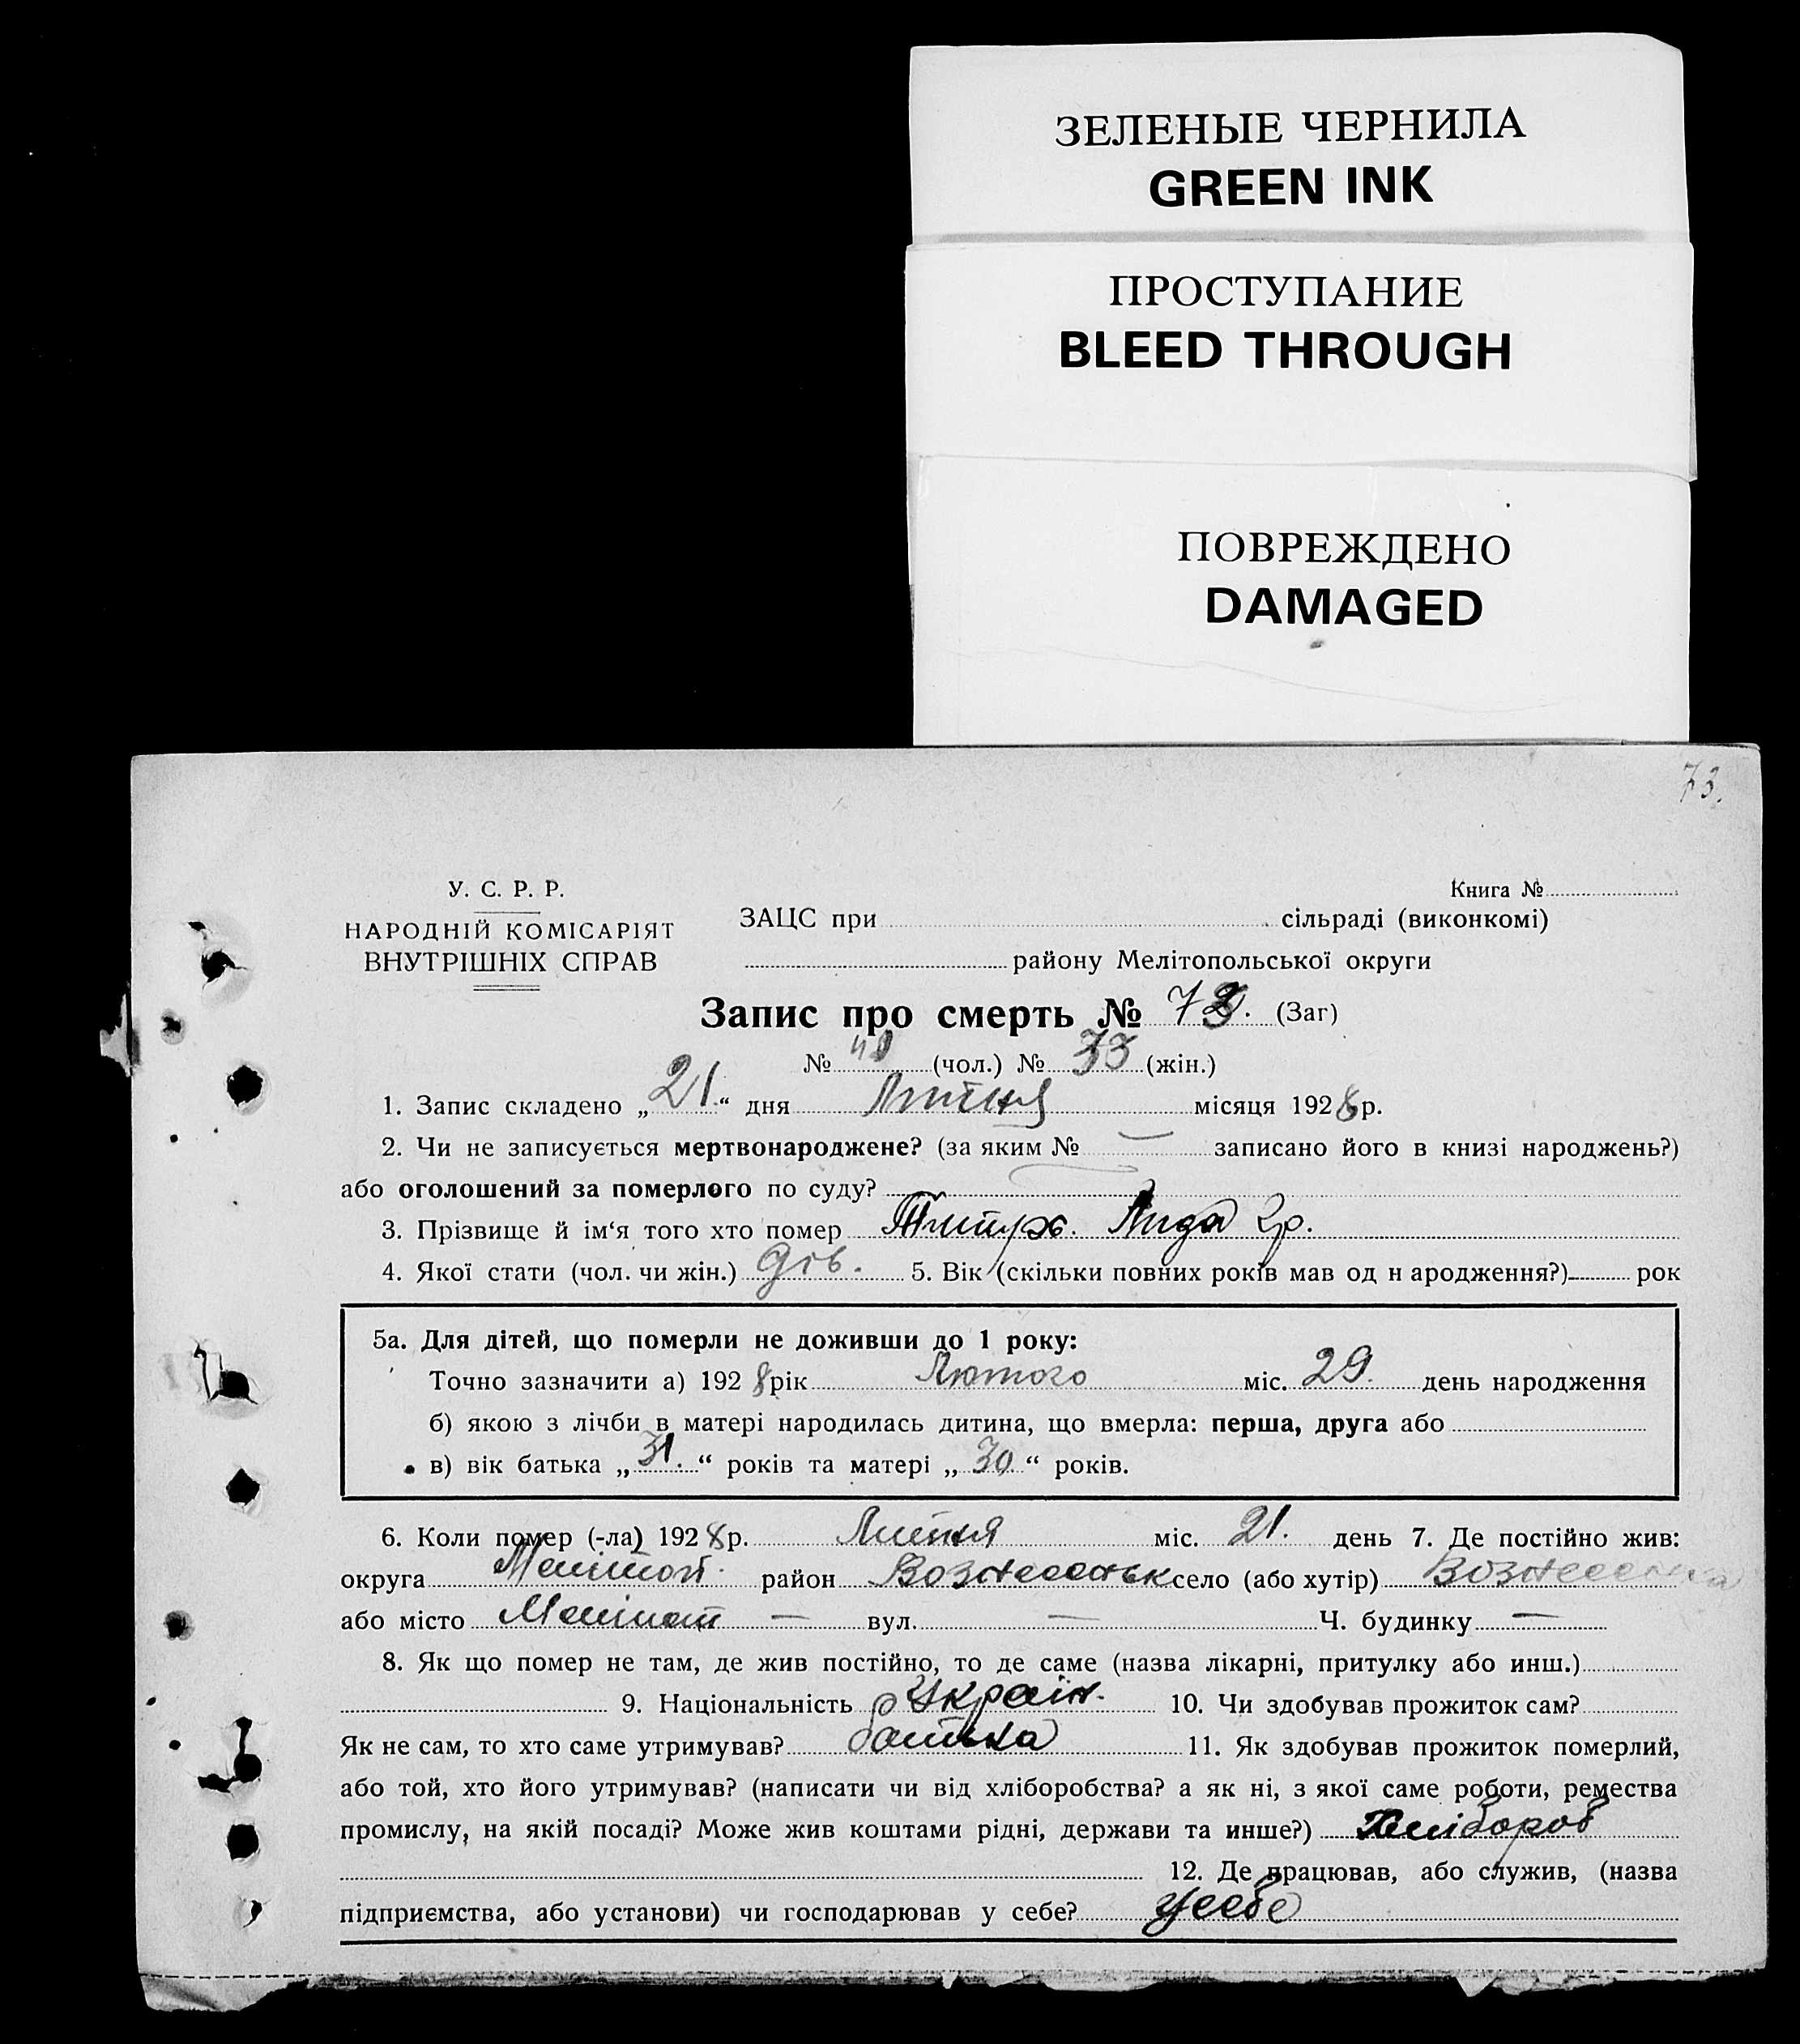 ЗЕЛЕНЫЕ ЧЕРНИЛА
GREEN INK
ПРОСТУПАНИЕ
BLEED THROUGH
ПОВРЕЖДЕНО
DAMAGED
73.
У. С. Р. Р.
НАРОДНІЙ КОМІСАРІЯТ
ВНУТРІШНІХ СПРАВ
Книга №
ЗАЦС при сільраді (виконкомі)
району Мелітопольської округи
Запис про смерть № 73. (Заг)
№ (чол.) № 33 (жін.)
1. Запис складено „21.“ дня Липня місяця 1928 р.
2. Чи не записується мертвонароджене? (за яким № — записано його в книзі народжень?)
або оголошений за померлого по суду?
3. Прізвище й ім‘я того хто помер Лида Гр.
4. Якої стати (чол. чи жін.) Дів. 5. Вік (скільки повних років мав од н ародження?) рок
5а. Для дітей, що померли не доживши до 1 року:
Точно зазначити а) 1928 рік Лютого міс. 29. день народження
б) якою з лічби в матері народилась дитина, що вмерла: перша, друга або
в) вік батька „31.“ років та матері „30“ років.
6. Коли помер (-ла) 1928 р. Липня міс. 21. день 7. Де постійно жив:
округа Мелітоп. район Вознесенськ село (або хутір) Вознесенка
або місто Мелітоп — вул. — Ч. будинку —
8. Як що помер не там, де жив постійно, то де саме (назва лікарні, притулку або инш.)
9. Національність Україн. 10. Чи здобував прожиток сам?
Як не сам, то хто саме утримував? батька 11. Як здобував прожиток померлий,
або той, хто його утримував? (написати чи від хліборобства? а як ні, з якої саме роботи, ремества
промислу, на якій посаді? Може жив коштами рідні, держави та инше?) Хлібороб
12. Де працював, або служив, (назва
підприємства, або установи) чи господарював у себе? усебе